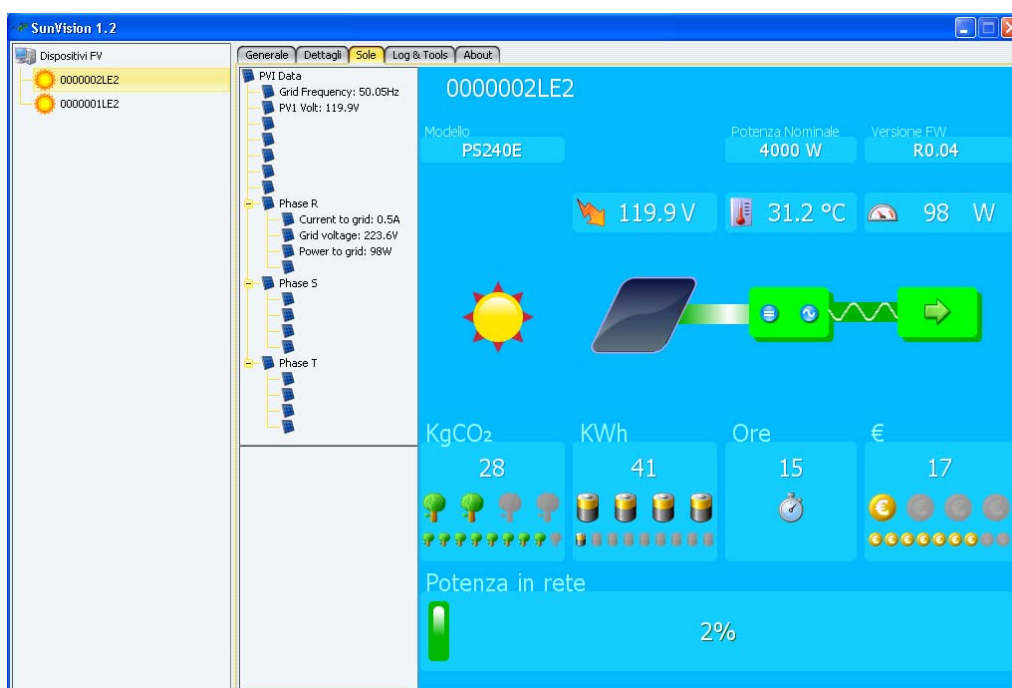 SunVision 1.2
Dispositivi FV
0000002LE2
0000001LE2
Generale Dettagli Sole Log & Tools About
PVI Data
Grid Frequency: 50.05Hz
PV1 Volt: 119.9V
Phase R
Current to grid: 0.5A
Grid voltage: 223.6V
Power to grid: 98W
Phase S
Phase T
0000002LE2
Modello Potenza Nominale Versione FW
PS240E 4000 W R0.04
119.9 V 31.2 °C 98 W
KgCO₂ KWh Ore €
28 41 15 17
Potenza in rete
2%